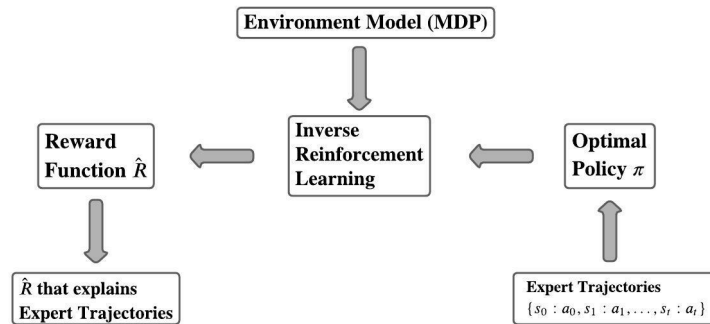 Environment Model (MDP)
Reward
Function R̂
Inverse
Reinforcement
Learning
Optimal
Policy π
R̂ that explains
Expert Trajectories
Expert Trajectories
{s₀ : a₀, s₁ : a₁, . . . , sₜ : aₜ}